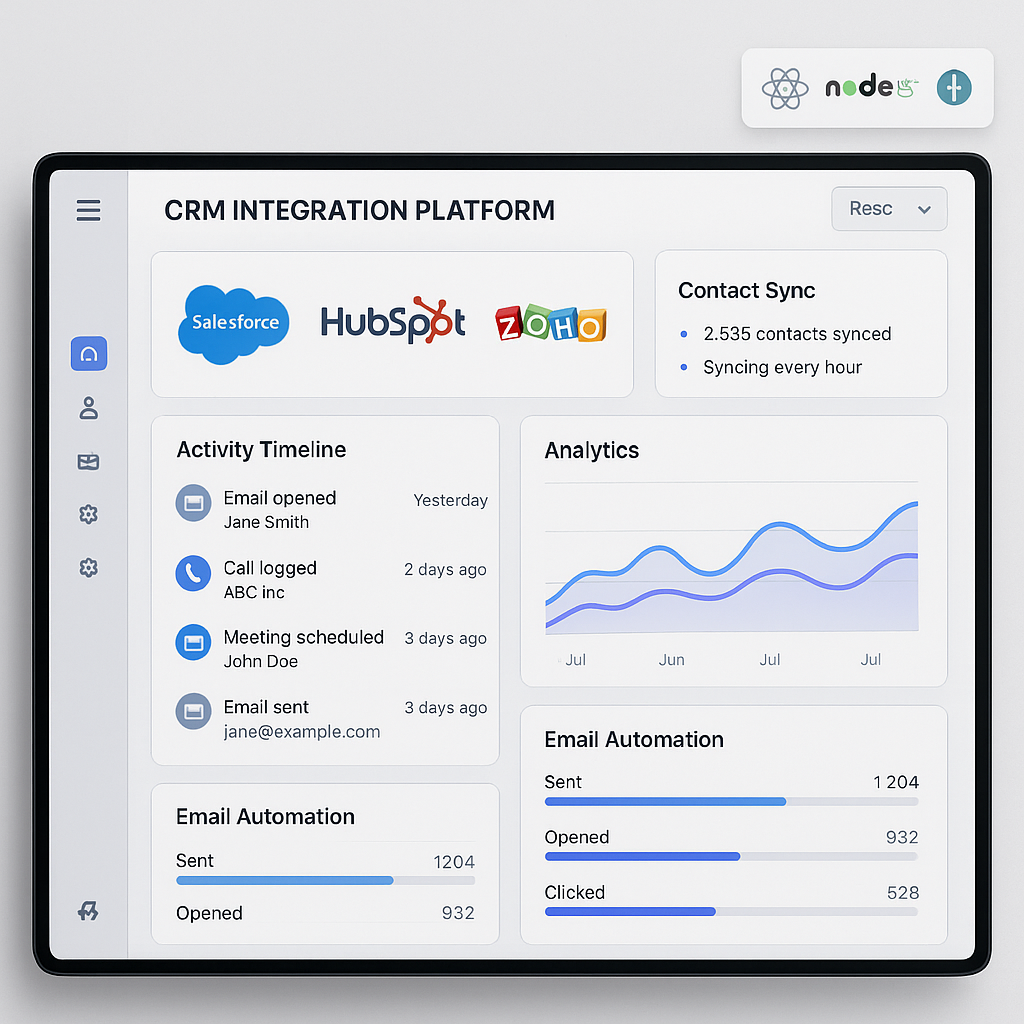 node
CRM INTEGRATION PLATFORM
Resc
Salesforce
HubSpot
ZOHO
Contact Sync
2.535 contacts synced
Syncing every hour
Activity Timeline
Email opened
Yesterday
Jane Smith
Call logged
2 days ago
ABC inc
Meeting scheduled
3 days ago
John Doe
Email sent
3 days ago
jane@example.com
Analytics
Jul
Jun
Jul
Jul
Email Automation
Sent
1204
Opened
932
Email Automation
Sent
1 204
Opened
932
Clicked
528